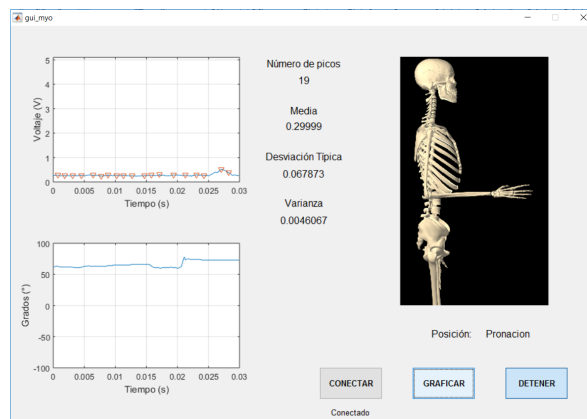 gui_myo
5
4
3
2
1
0
Voltaje (V)
0 0.005 0.01 0.015 0.02 0.025 0.03
Tiempo (s)
Número de picos
19
Media
0.29999
Desviación Típica
0.067873
Varianza
0.0046067
100
50
0
-50
-100
Grados (°)
0 0.005 0.01 0.015 0.02 0.025 0.03
Tiempo (s)
Posición: Pronacion
CONECTAR GRAFICAR DETENER
Conectado